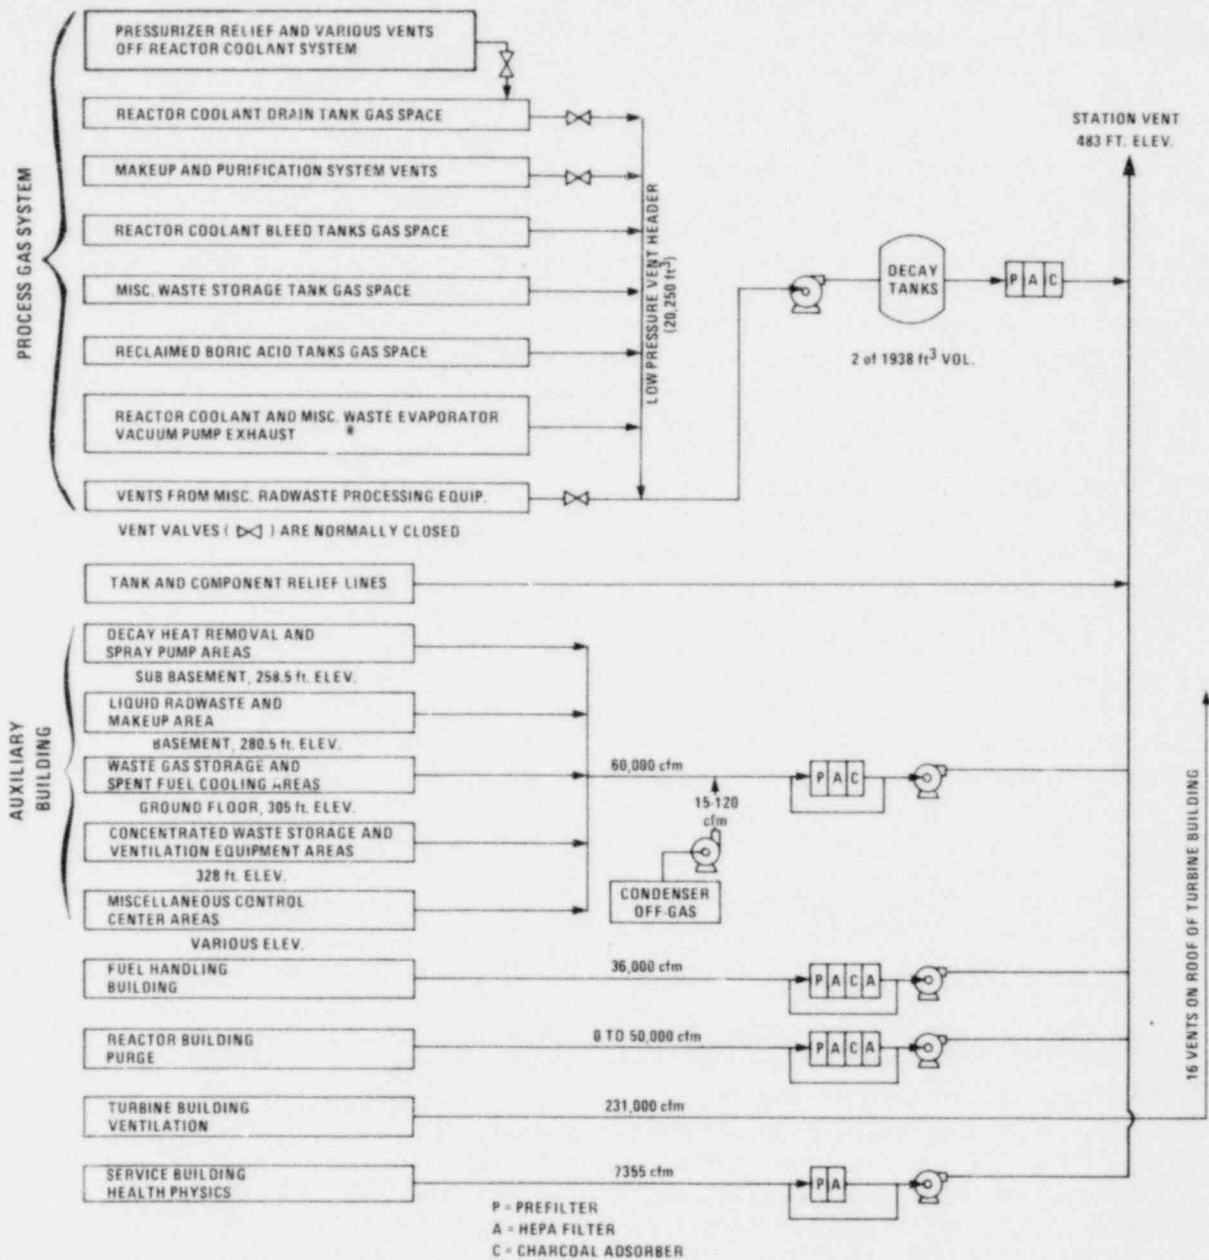 PROCESS GAS SYSTEM
PRESSURIZER RELIEF AND VARIOUS VENTS
OFF REACTOR COOLANT SYSTEM
REACTOR COOLANT DRAIN TANK GAS SPACE
MAKEUP AND PURIFICATION SYSTEM VENTS
REACTOR COOLANT BLEED TANKS GAS SPACE
MISC. WASTE STORAGE TANK GAS SPACE
RECLAIMED BORIC ACID TANKS GAS SPACE
REACTOR COOLANT AND MISC. WASTE EVAPORATOR
VACUUM PUMP EXHAUST
VENTS FROM MISC. RADWASTE PROCESSING EQUIP.
VENT VALVES ( ) ARE NORMALLY CLOSED
LOW PRESSURE VENT HEADER
(20,250 ft³)
DECAY
TANKS
2 of 1938 ft³ VOL.
P A C
STATION VENT
483 FT. ELEV.
TANK AND COMPONENT RELIEF LINES
AUXILIARY
BUILDING
DECAY HEAT REMOVAL AND
SPRAY PUMP AREAS
SUB BASEMENT, 258.5 ft. ELEV.
LIQUID RADWASTE AND
MAKEUP AREA
BASEMENT, 280.5 ft. ELEV.
WASTE GAS STORAGE AND
SPENT FUEL COOLING AREAS
GROUND FLOOR, 305 ft. ELEV.
CONCENTRATED WASTE STORAGE AND
VENTILATION EQUIPMENT AREAS
328 ft. ELEV.
MISCELLANEOUS CONTROL
CENTER AREAS
VARIOUS ELEV.
60,000 cfm
15-120
cfm
CONDENSER
OFF-GAS
P A C
FUEL HANDLING
BUILDING
36,000 cfm
P A C A
REACTOR BUILDING
PURGE
0 TO 50,000 cfm
P A C A
TURBINE BUILDING
VENTILATION
231,000 cfm
16 VENTS ON ROOF OF TURBINE BUILDING
SERVICE BUILDING
HEALTH PHYSICS
7355 cfm
P A
P = PREFILTER
A = HEPA FILTER
C = CHARCOAL ADSORBER